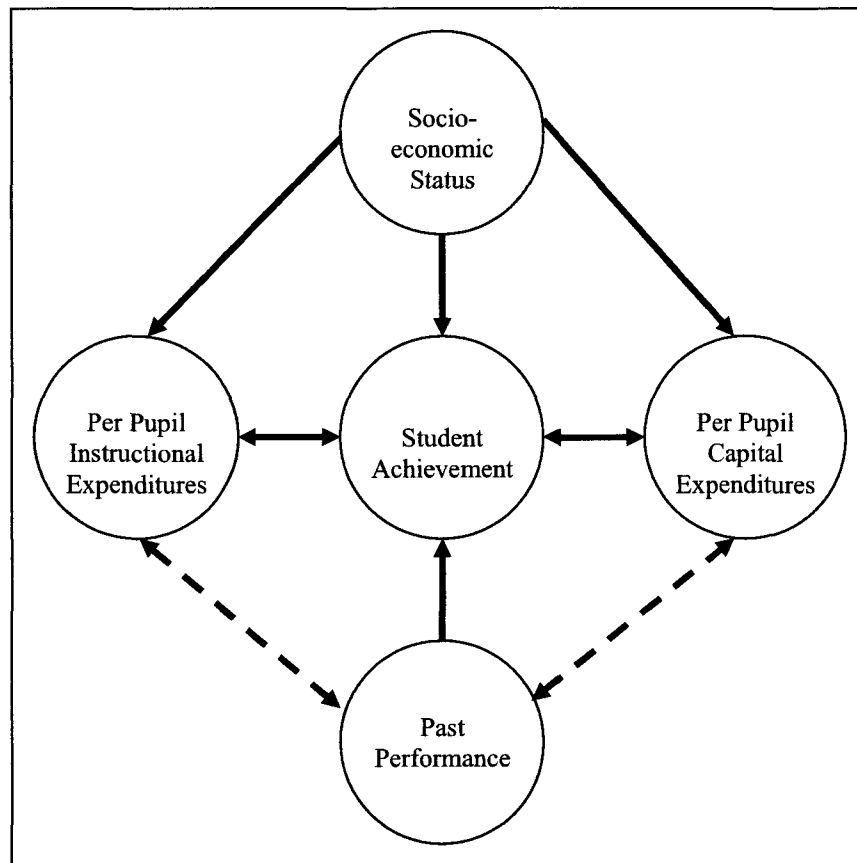 Socio-
economic
Status
Per Pupil
Instructional
Expenditures
Student
Achievement
Per Pupil
Capital
Expenditures
Past
Performance